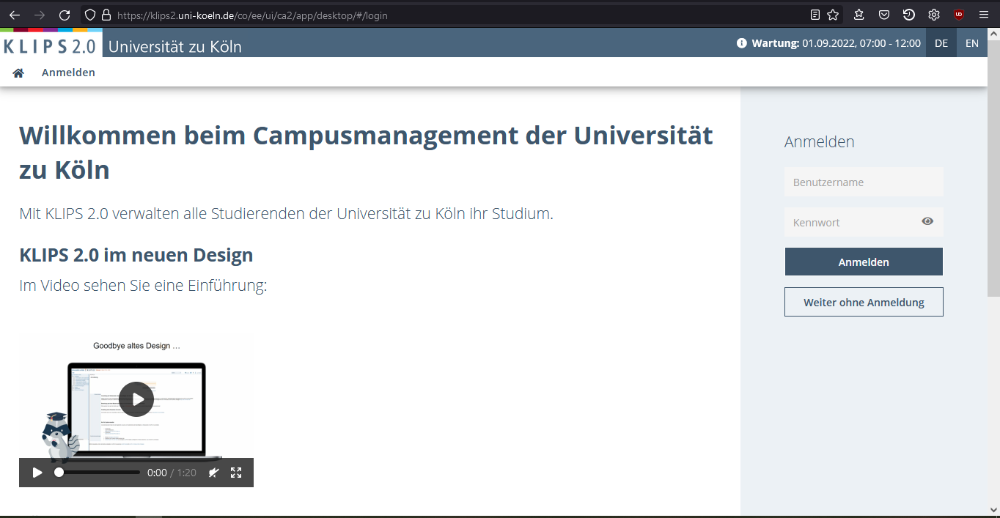 https://klips2.uni-koeln.de/co/ee/ui/ca2/app/desktop/#/login
KLIPS 2.0 Universität zu Köln
Wartung: 01.09.2022, 07:00 - 12:00 DE EN
Anmelden
Willkommen beim Campusmanagement der Universität
zu Köln
Mit KLIPS 2.0 verwalten alle Studierenden der Universität zu Köln ihr Studium.
KLIPS 2.0 im neuen Design
Im Video sehen Sie eine Einführung:
Goodbye altes Design …
0:00 / 1:20
Anmelden
Benutzername
Kennwort
Anmelden
Weiter ohne Anmeldung